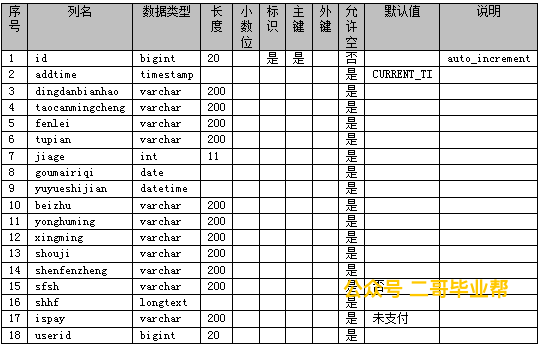 序号 列名 数据类型 长度 小数位 标识 主键 外键 允许空 默认值 说明
1 id bigint 20 是 是 否 auto_increment
2 addtime timestamp 是 CURRENT_TI
3 dingdanbianhao varchar 200 是
4 taocanmingcheng varchar 200 是
5 fenlei varchar 200 是
6 tupian varchar 200 是
7 jiage int 11 是
8 goumairiqi date 是
9 yuyueshijian datetime 是
10 beizhu varchar 200 是
11 yonghuming varchar 200 是
12 xingming varchar 200 是
13 shouji varchar 200 是
14 shenfenzheng varchar 200 是
15 sfsh varchar 200 是 否
公众号 二哥毕业帮
16 shhf longtext 是
17 ispay varchar 200 是 未支付
18 userid bigint 20 是